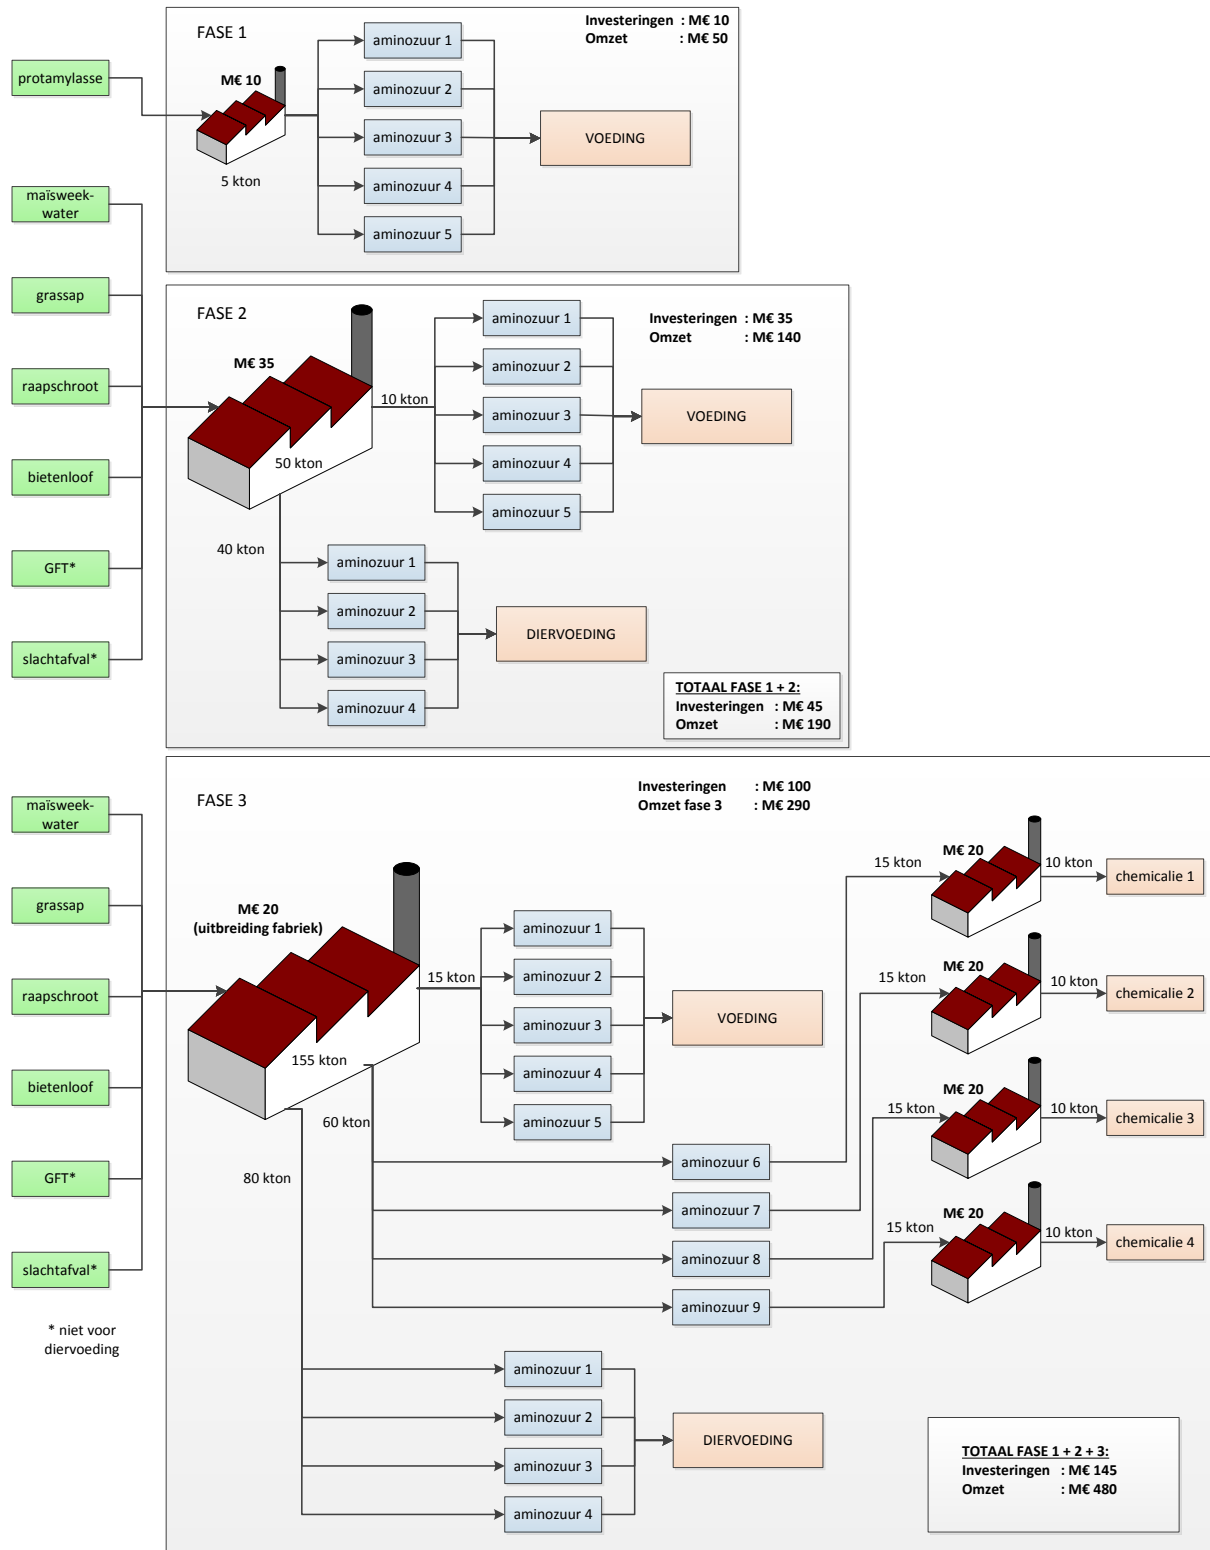 FASE 1
Investeringen : M€ 10
Omzet : M€ 50
protamylasse
M€ 10
5 kton
aminozuur 1
aminozuur 2
aminozuur 3
aminozuur 4
aminozuur 5
VOEDING
maïsweek-
water
grassap
raapschroot
bietenloof
GFT*
slachtafval*
FASE 2
Investeringen : M€ 35
Omzet : M€ 140
M€ 35
50 kton
10 kton
aminozuur 1
aminozuur 2
aminozuur 3
aminozuur 4
aminozuur 5
VOEDING
40 kton
aminozuur 1
aminozuur 2
aminozuur 3
aminozuur 4
DIERVOEDING
TOTAAL FASE 1 + 2:
Investeringen : M€ 45
Omzet : M€ 190
maïsweek-
water
grassap
raapschroot
bietenloof
GFT*
slachtafval*
* niet voor
diervoeding
FASE 3
Investeringen : M€ 100
Omzet fase 3 : M€ 290
M€ 20
(uitbreiding fabriek)
155 kton
15 kton
aminozuur 1
aminozuur 2
aminozuur 3
aminozuur 4
aminozuur 5
VOEDING
60 kton
aminozuur 6
aminozuur 7
aminozuur 8
aminozuur 9
15 kton
M€ 20
10 kton
chemicalie 1
15 kton
M€ 20
10 kton
chemicalie 2
15 kton
M€ 20
10 kton
chemicalie 3
15 kton
M€ 20
10 kton
chemicalie 4
80 kton
aminozuur 1
aminozuur 2
aminozuur 3
aminozuur 4
DIERVOEDING
TOTAAL FASE 1 + 2 + 3:
Investeringen : M€ 145
Omzet : M€ 480